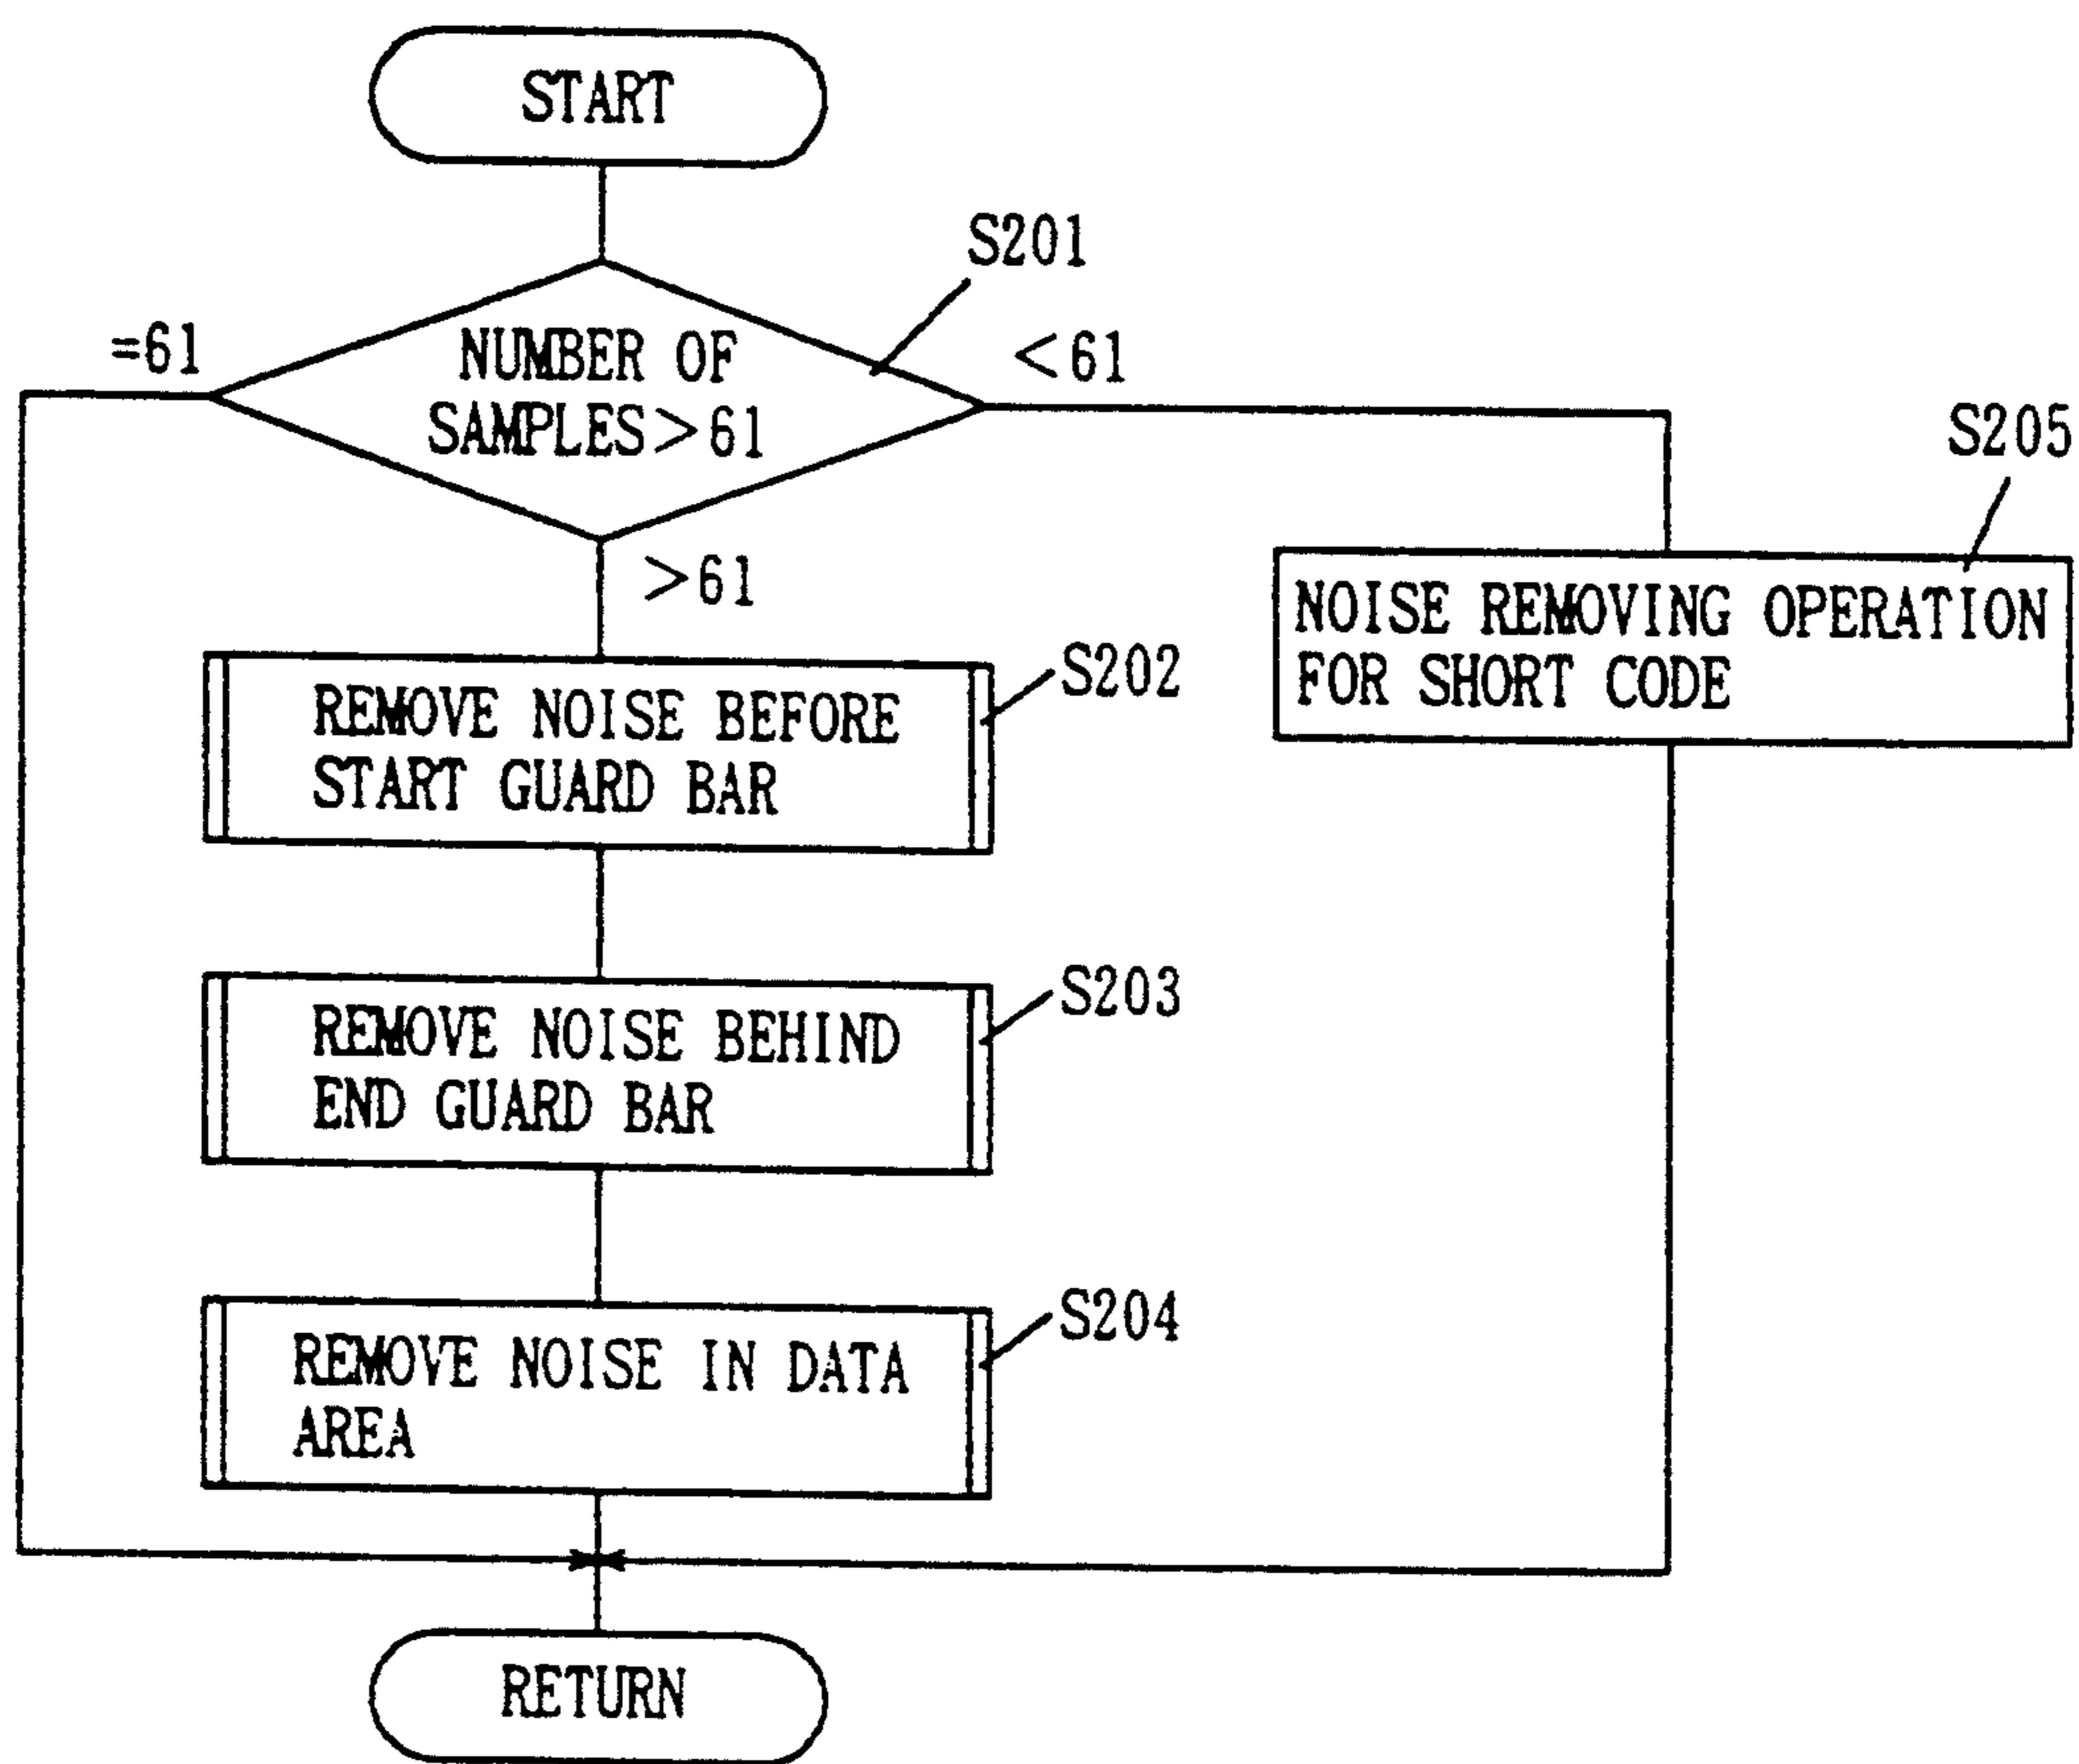 START
S201
=61
NUMBER OF
SAMPLES>61
<61
S205
>61
NOISE REMOVING OPERATION
FOR SHORT CODE
S202
REMOVE NOISE BEFORE
START GUARD BAR
S203
REMOVE NOISE BEHIND
END GUARD BAR
S204
REMOVE NOISE IN DATA
AREA
RETURN